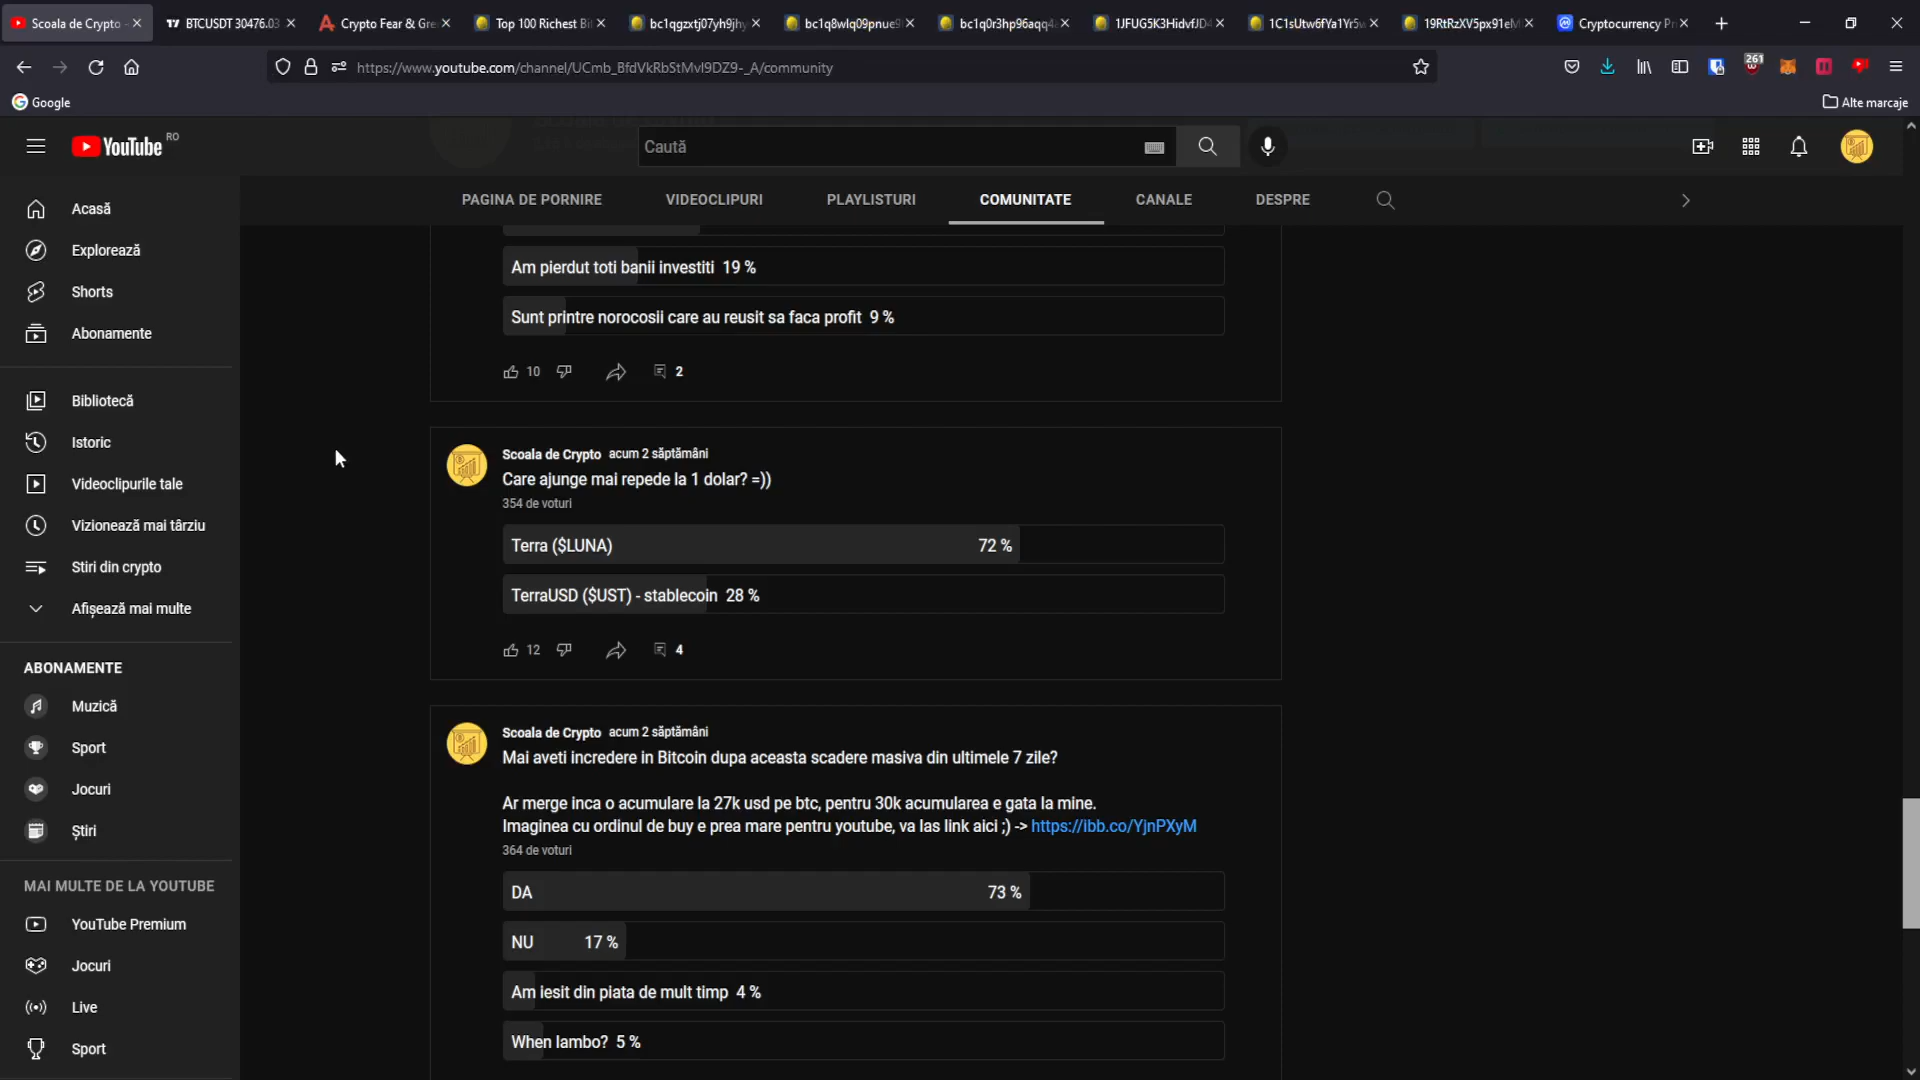 Scoala de Crypto -
BTCUSDT 30476.03
Crypto Fear & Gre
Top 100 Richest Bi
bc1qgzxtj07yh9jhy
bc1q8wlq09pnue9
bc1q0r3hp96aqq4
1JFUG5K3HidvfJD4
1C1sUtw6fYa1Yr5w
19RtRzXV5px91eM
Cryptocurrency Pr
https://www.youtube.com/channel/UCmb_BfdVkRbStMvI9DZ9-_A/community
261
Google
Alte marcaje
YouTube RO
Caută
PAGINA DE PORNIRE
VIDEOCLIPURI
PLAYLISTURI
COMUNITATE
CANALE
DESPRE
Acasă
Explorează
Shorts
Abonamente
Bibliotecă
Istoric
Videoclipurile tale
Vizionează mai târziu
Stiri din crypto
Afișează mai multe
ABONAMENTE
Muzică
Sport
Jocuri
Știri
MAI MULTE DE LA YOUTUBE
YouTube Premium
Jocuri
Live
Sport
Am pierdut toti banii investiti 19 %
Sunt printre norocosii care au reusit sa faca profit 9 %
10
2
Scoala de Crypto acum 2 săptămâni
Care ajunge mai repede la 1 dolar? =))
354 de voturi
Terra ($LUNA) 72 %
TerraUSD ($UST) - stablecoin 28 %
12
4
Scoala de Crypto acum 2 săptămâni
Mai aveti incredere in Bitcoin dupa aceasta scadere masiva din ultimele 7 zile?
Ar merge inca o acumulare la 27k usd pe btc, pentru 30k acumularea e gata la mine.
Imaginea cu ordinul de buy e prea mare pentru youtube, va las link aici ;) -> https://ibb.co/YjnPXyM
364 de voturi
DA 73 %
NU 17 %
Am iesit din piata de mult timp 4 %
When lambo? 5 %